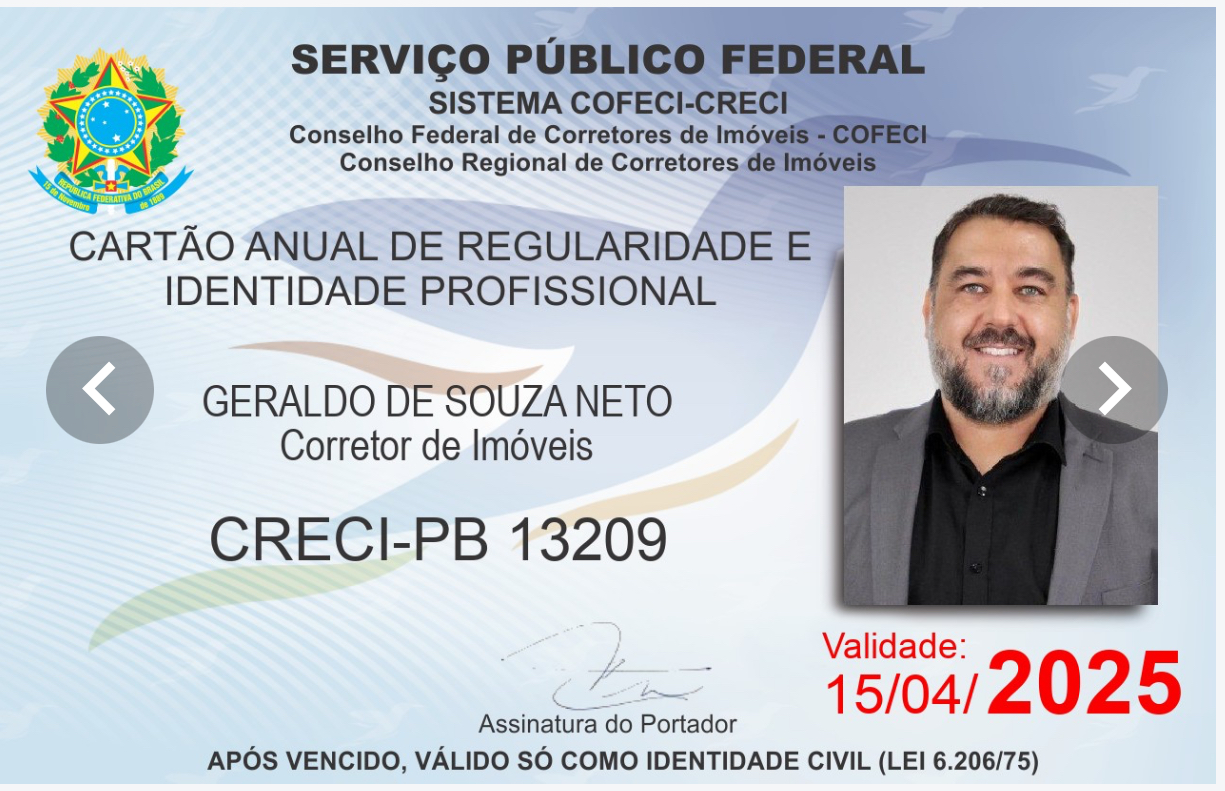 SERVIÇO PÚBLICO FEDERAL
SISTEMA COFECI-CRECI
Conselho Federal de Corretores de Imóveis - COFECI
Conselho Regional de Corretores de Imóveis
REPÚBLICA FEDERATIVA DO BRASIL
15 de Novembro de 1889
CARTÃO ANUAL DE REGULARIDADE E
IDENTIDADE PROFISSIONAL
GERALDO DE SOUZA NETO
Corretor de Imóveis
CRECI-PB 13209
Validade:
15/04/2025
Assinatura do Portador
APÓS VENCIDO, VÁLIDO SÓ COMO IDENTIDADE CIVIL (LEI 6.206/75)